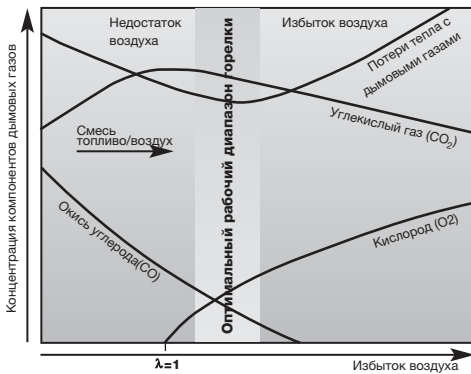 Недостаток
воздуха
Избыток воздуха
Потери тепла с
дымовыми газами
Углекислый газ (CO₂)
Смесь
топливо/воздух
Оптимальный рабочий диапазон горелки
Окись углерода(CO)
Кислород (O2)
Концентрация компонентов дымовых газов
λ=1
Избыток воздуха